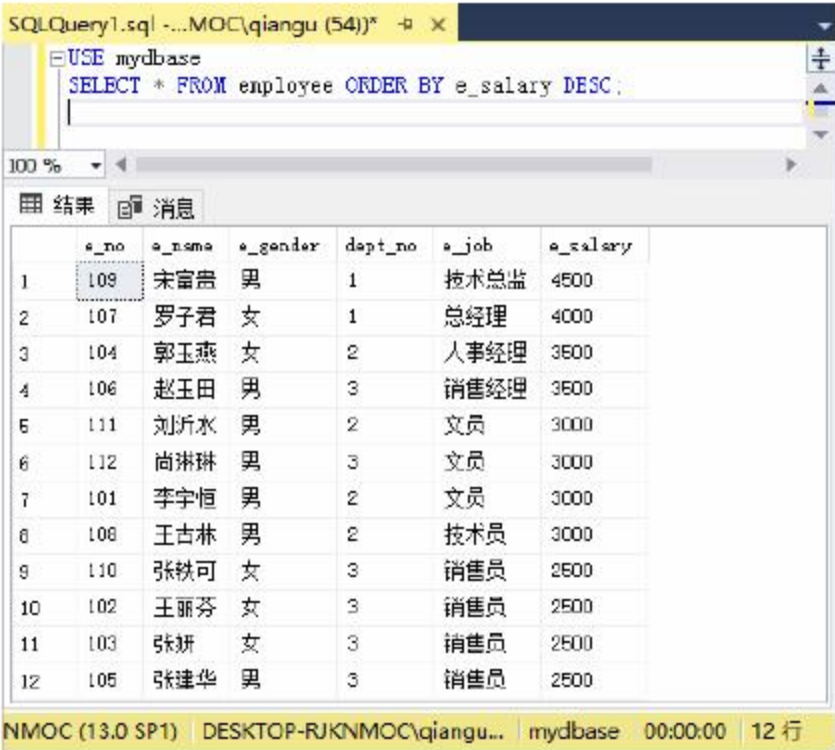 SQLQuery1.sql -...MOC\qiangu (54))*
USE mydbase
SELECT * FROM employee ORDER BY e_salary DESC;
100 %
结果 消息
e_no e_name e_gender dept_no e_job e_salary
1 109 宋富贵 男 1 技术总监 4500
2 107 罗子君 女 1 总经理 4000
3 104 郭玉燕 女 2 人事经理 3500
4 106 赵玉田 男 3 销售经理 3500
5 111 刘沂水 男 2 文员 3000
6 112 尚琳琳 男 3 文员 3000
7 101 李宇恒 男 2 文员 3000
8 108 王古林 男 2 技术员 3000
9 110 张铁可 女 3 销售员 2500
10 102 王丽芬 女 3 销售员 2500
11 103 张妍 女 3 销售员 2500
12 105 张建华 男 3 销售员 2500
NMOC (13.0 SP1) DESKTOP-RJKNMOC\qiangu... mydbase 00:00:00 12 行